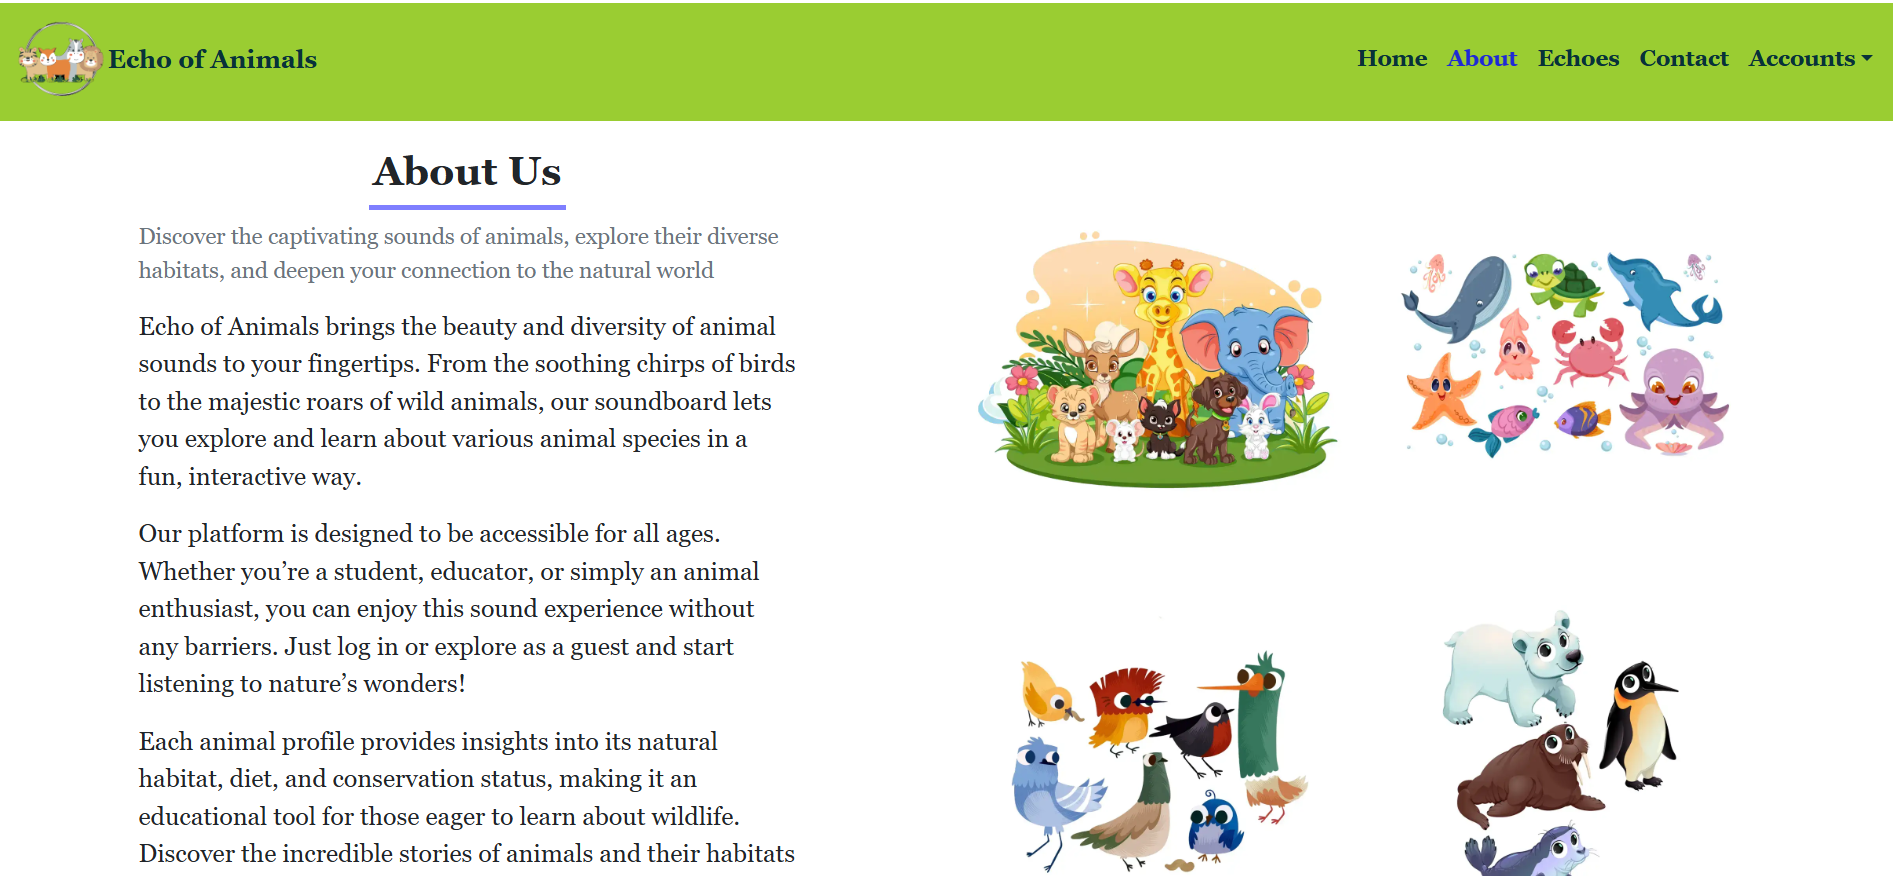 Echo of Animals
Home About Echoes Contact Accounts
About Us
Discover the captivating sounds of animals, explore their diverse
habitats, and deepen your connection to the natural world
Echo of Animals brings the beauty and diversity of animal
sounds to your fingertips. From the soothing chirps of birds
to the majestic roars of wild animals, our soundboard lets
you explore and learn about various animal species in a
fun, interactive way.
Our platform is designed to be accessible for all ages.
Whether you’re a student, educator, or simply an animal
enthusiast, you can enjoy this sound experience without
any barriers. Just log in or explore as a guest and start
listening to nature’s wonders!
Each animal profile provides insights into its natural
habitat, diet, and conservation status, making it an
educational tool for those eager to learn about wildlife.
Discover the incredible stories of animals and their habitats